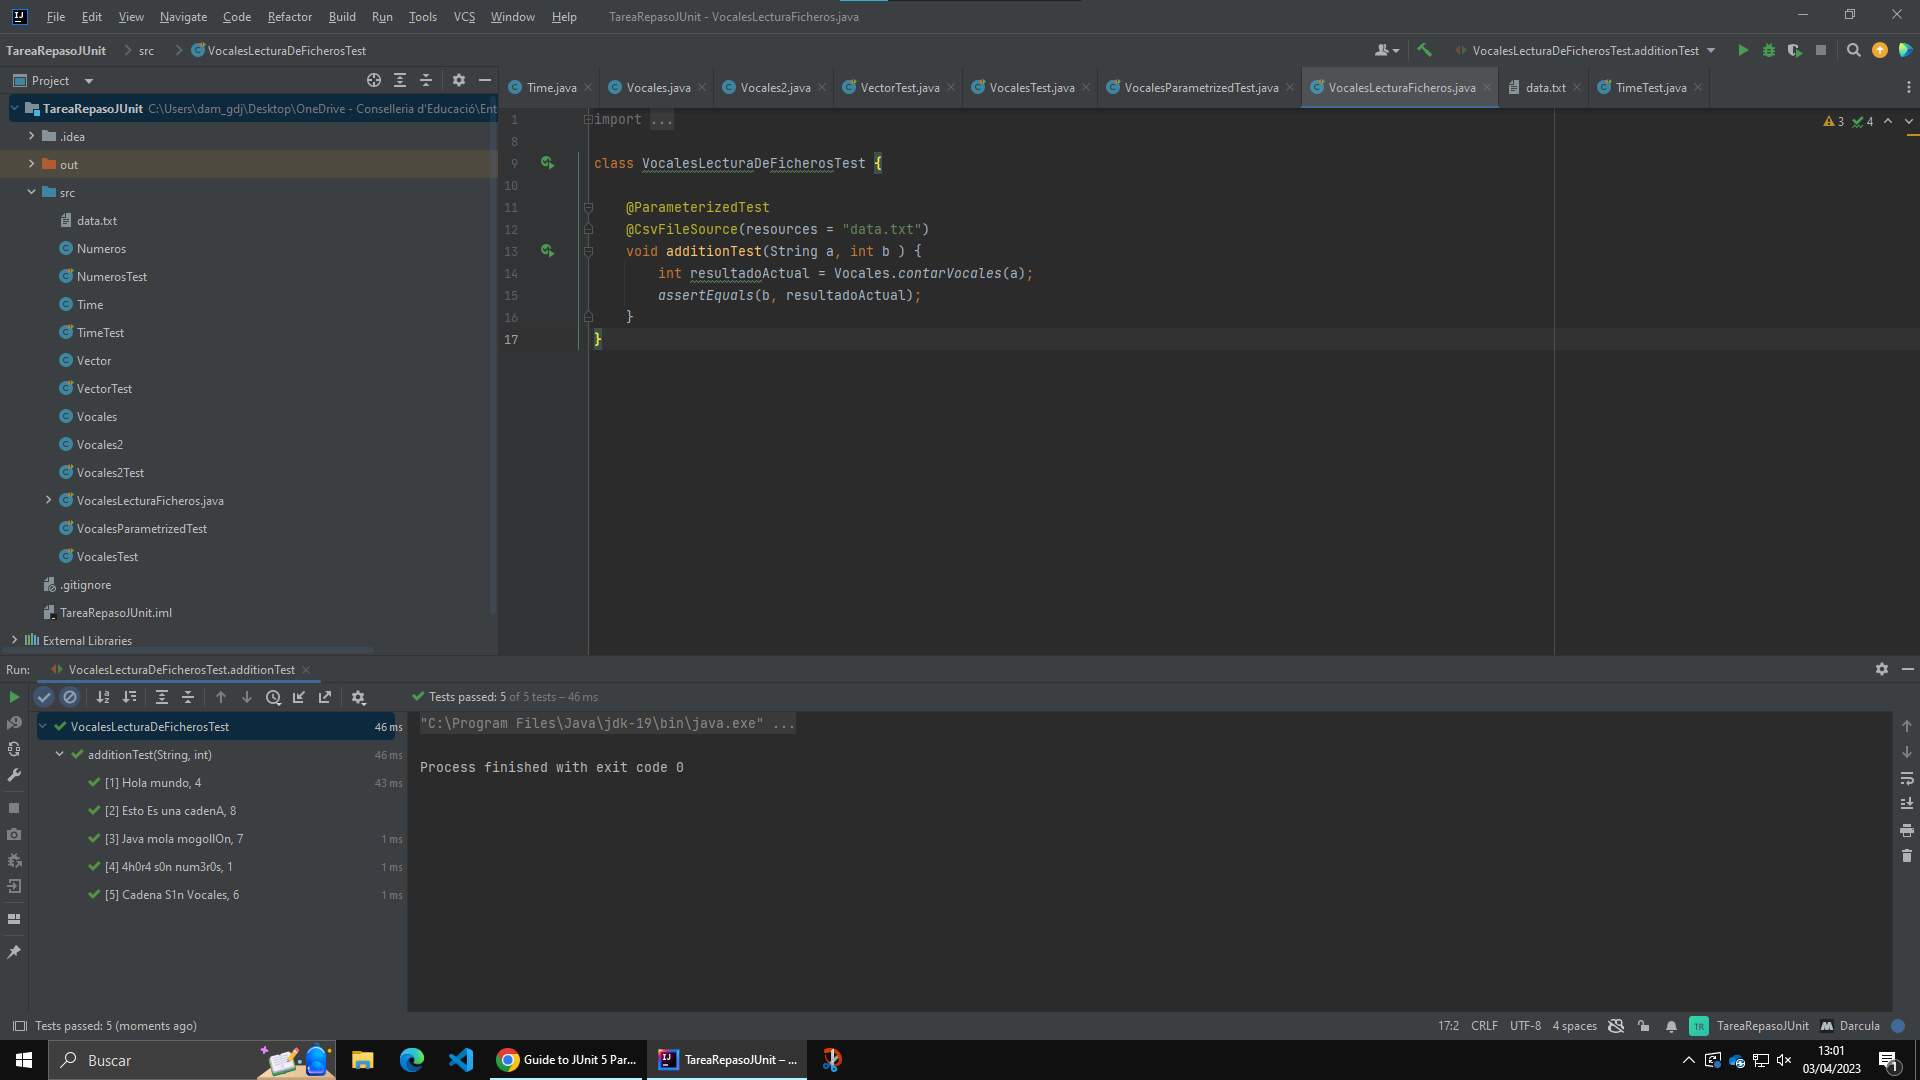 File Edit View Navigate Code Refactor Build Run Tools VCS Window Help TareaRepasoJUnit - VocalesLecturaFicheros.java
TareaRepasoJUnit src VocalesLecturaDeFicherosTest VocalesLecturaDeFicherosTest.additionTest
Project
Time.java Vocales.java Vocales2.java VectorTest.java VocalesTest.java VocalesParametrizedTest.java VocalesLecturaFicheros.java data.txt TimeTest.java
TareaRepasoJUnit C:\Users\dam_gdj\Desktop\OneDrive - Conselleria d'Educació\Ent
.idea
out
src
data.txt
Numeros
NumerosTest
Time
TimeTest
Vector
VectorTest
Vocales
Vocales2
Vocales2Test
VocalesLecturaFicheros.java
VocalesParametrizedTest
VocalesTest
.gitignore
TareaRepasoJUnit.iml
External Libraries
3 4
1 import ...
8
9 class VocalesLecturaDeFicherosTest {
10
11 @ParameterizedTest
12 @CsvFileSource(resources = "data.txt")
13 void additionTest(String a, int b ) {
14 int resultadoActual = Vocales.contarVocales(a);
15 assertEquals(b, resultadoActual);
16 }
17 }
Run: VocalesLecturaDeFicherosTest.additionTest
Tests passed: 5 of 5 tests – 46 ms
VocalesLecturaDeFicherosTest 46 ms
additionTest(String, int) 46 ms
[1] Hola mundo, 4 43 ms
[2] Esto Es una cadenA, 8
[3] Java mola mogollOn, 7 1 ms
[4] 4h0r4 s0n num3r0s, 1 1 ms
[5] Cadena S1n Vocales, 6 1 ms
"C:\Program Files\Java\jdk-19\bin\java.exe" ...
Process finished with exit code 0
Tests passed: 5 (moments ago)
17:2 CRLF UTF-8 4 spaces TR TareaRepasoJUnit Darcula
Buscar
Guide to JUnit 5 Par...
TareaRepasoJUnit – ...
13:01
03/04/2023
1